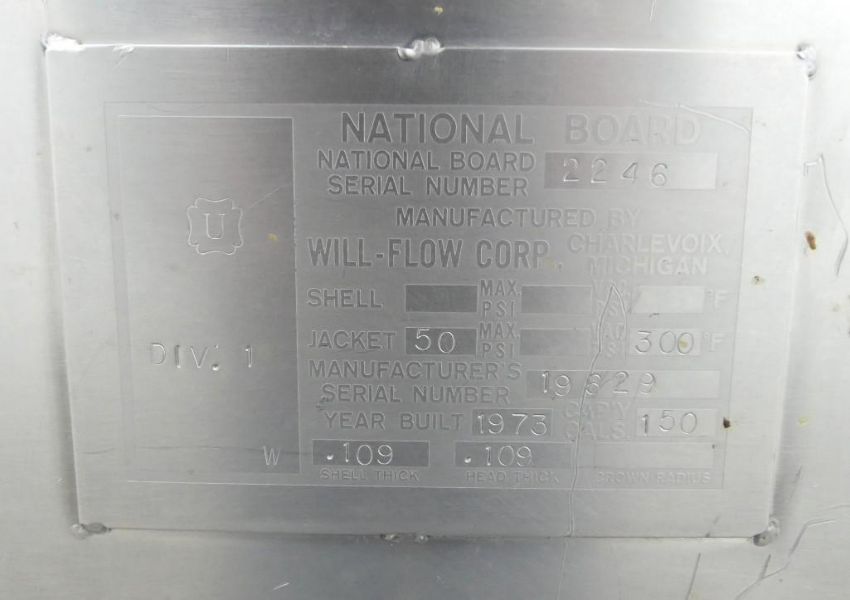 NATIONAL BOARD
NATIONAL BOARD SERIAL NUMBER 2246
MANUFACTURED BY
WILL-FLOW CORP. CHARLEVOIX, MICHIGAN
SHELL MAX. PSI °F
JACKET 50 MAX. PSI 300 °F
MANUFACTURER'S SERIAL NUMBER 19829
YEAR BUILT 1973 CAP'Y. GALS. 150
.109 .109
SHELL THICK HEAD THICK CROWN RADIUS
U
DIV. 1
W